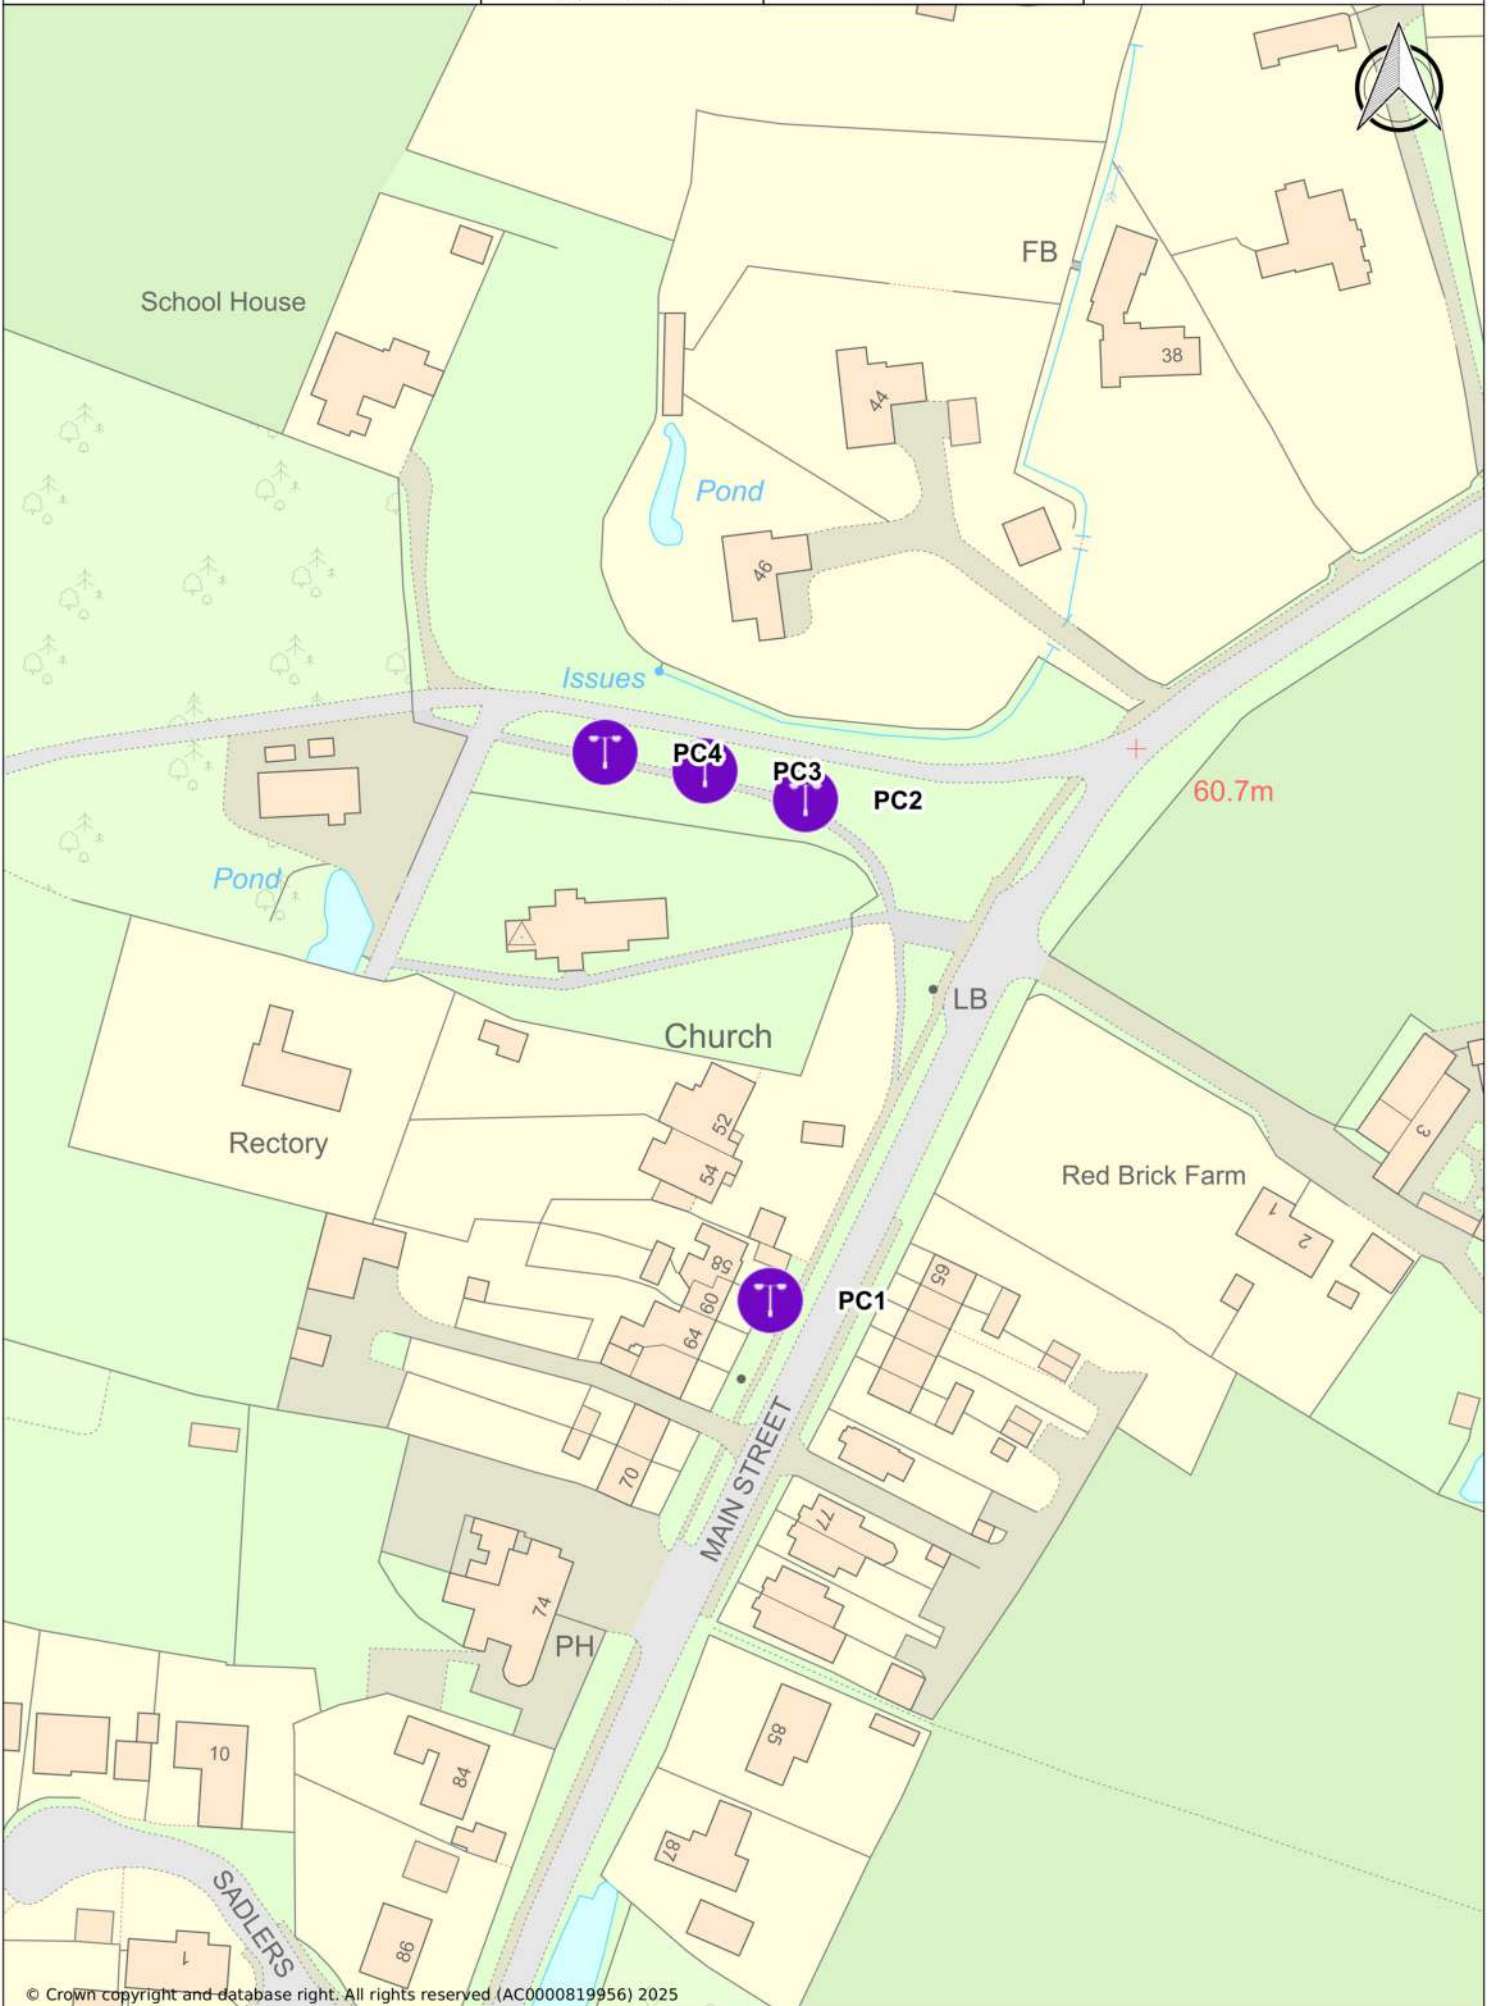 FB
School House
38
44
Pond
46
Issues
PC4
PC3
PC2
60.7m
Pond
LB
Church
52
Rectory
54
3
Red Brick Farm
1
2
58
65
60
PC1
64
MAIN STREET
70
77
74
PH
85
10
84
87
SADLERS
86
1
© Crown copyright and database right. All rights reserved (AC0000819956) 2025